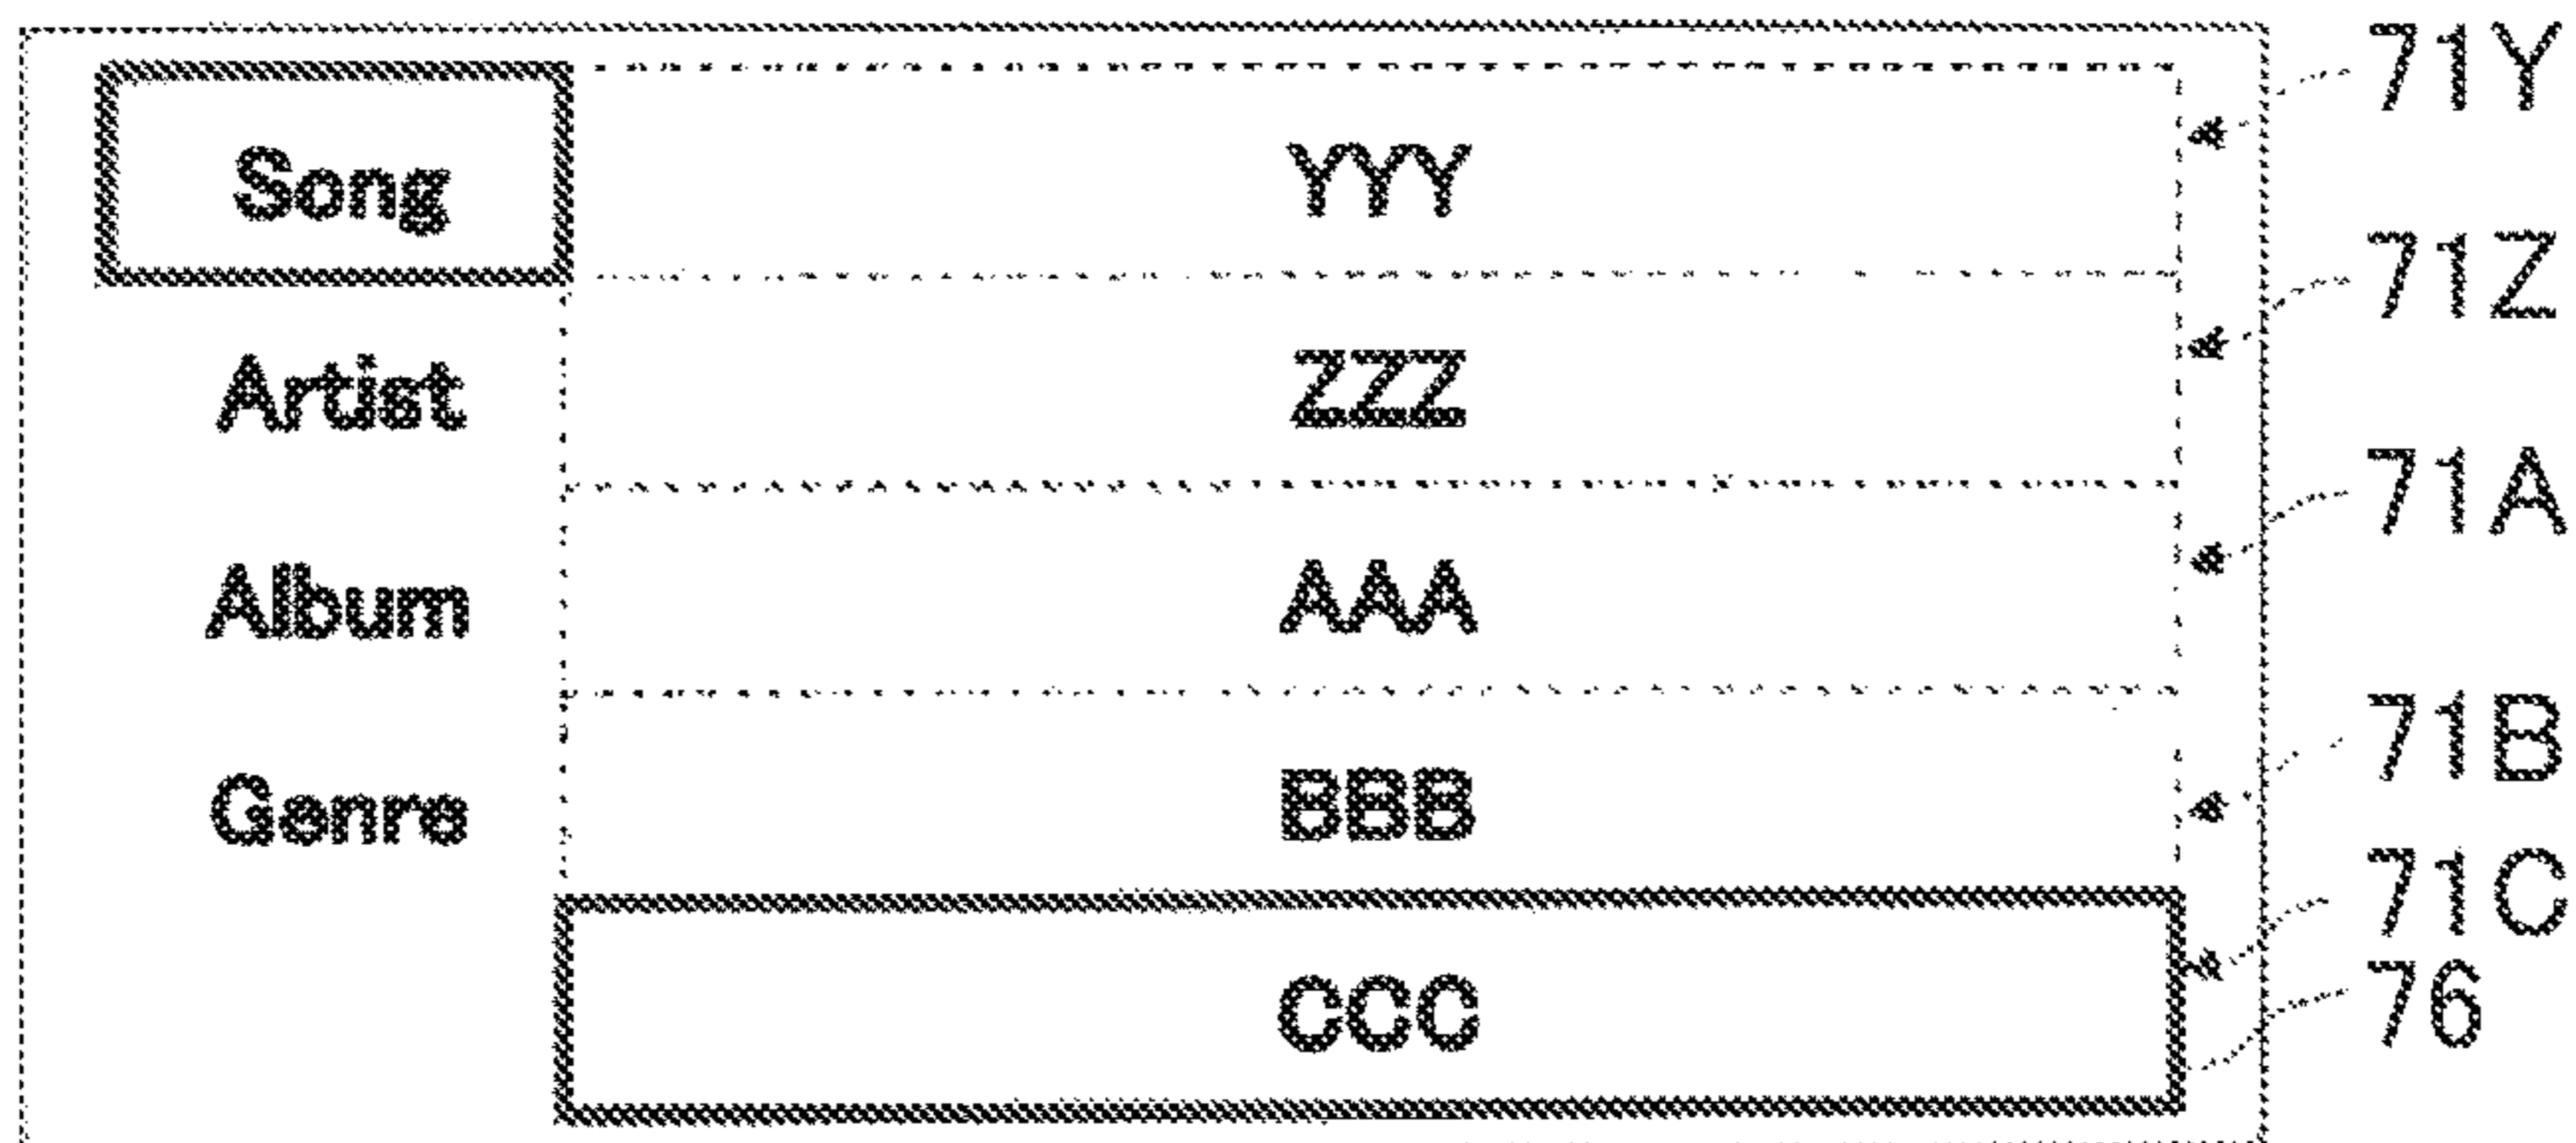 Song YYY 71Y
Artist ZZZ 71Z
Album AAA 71A
Genre BBB 71B
71C
CCC 76